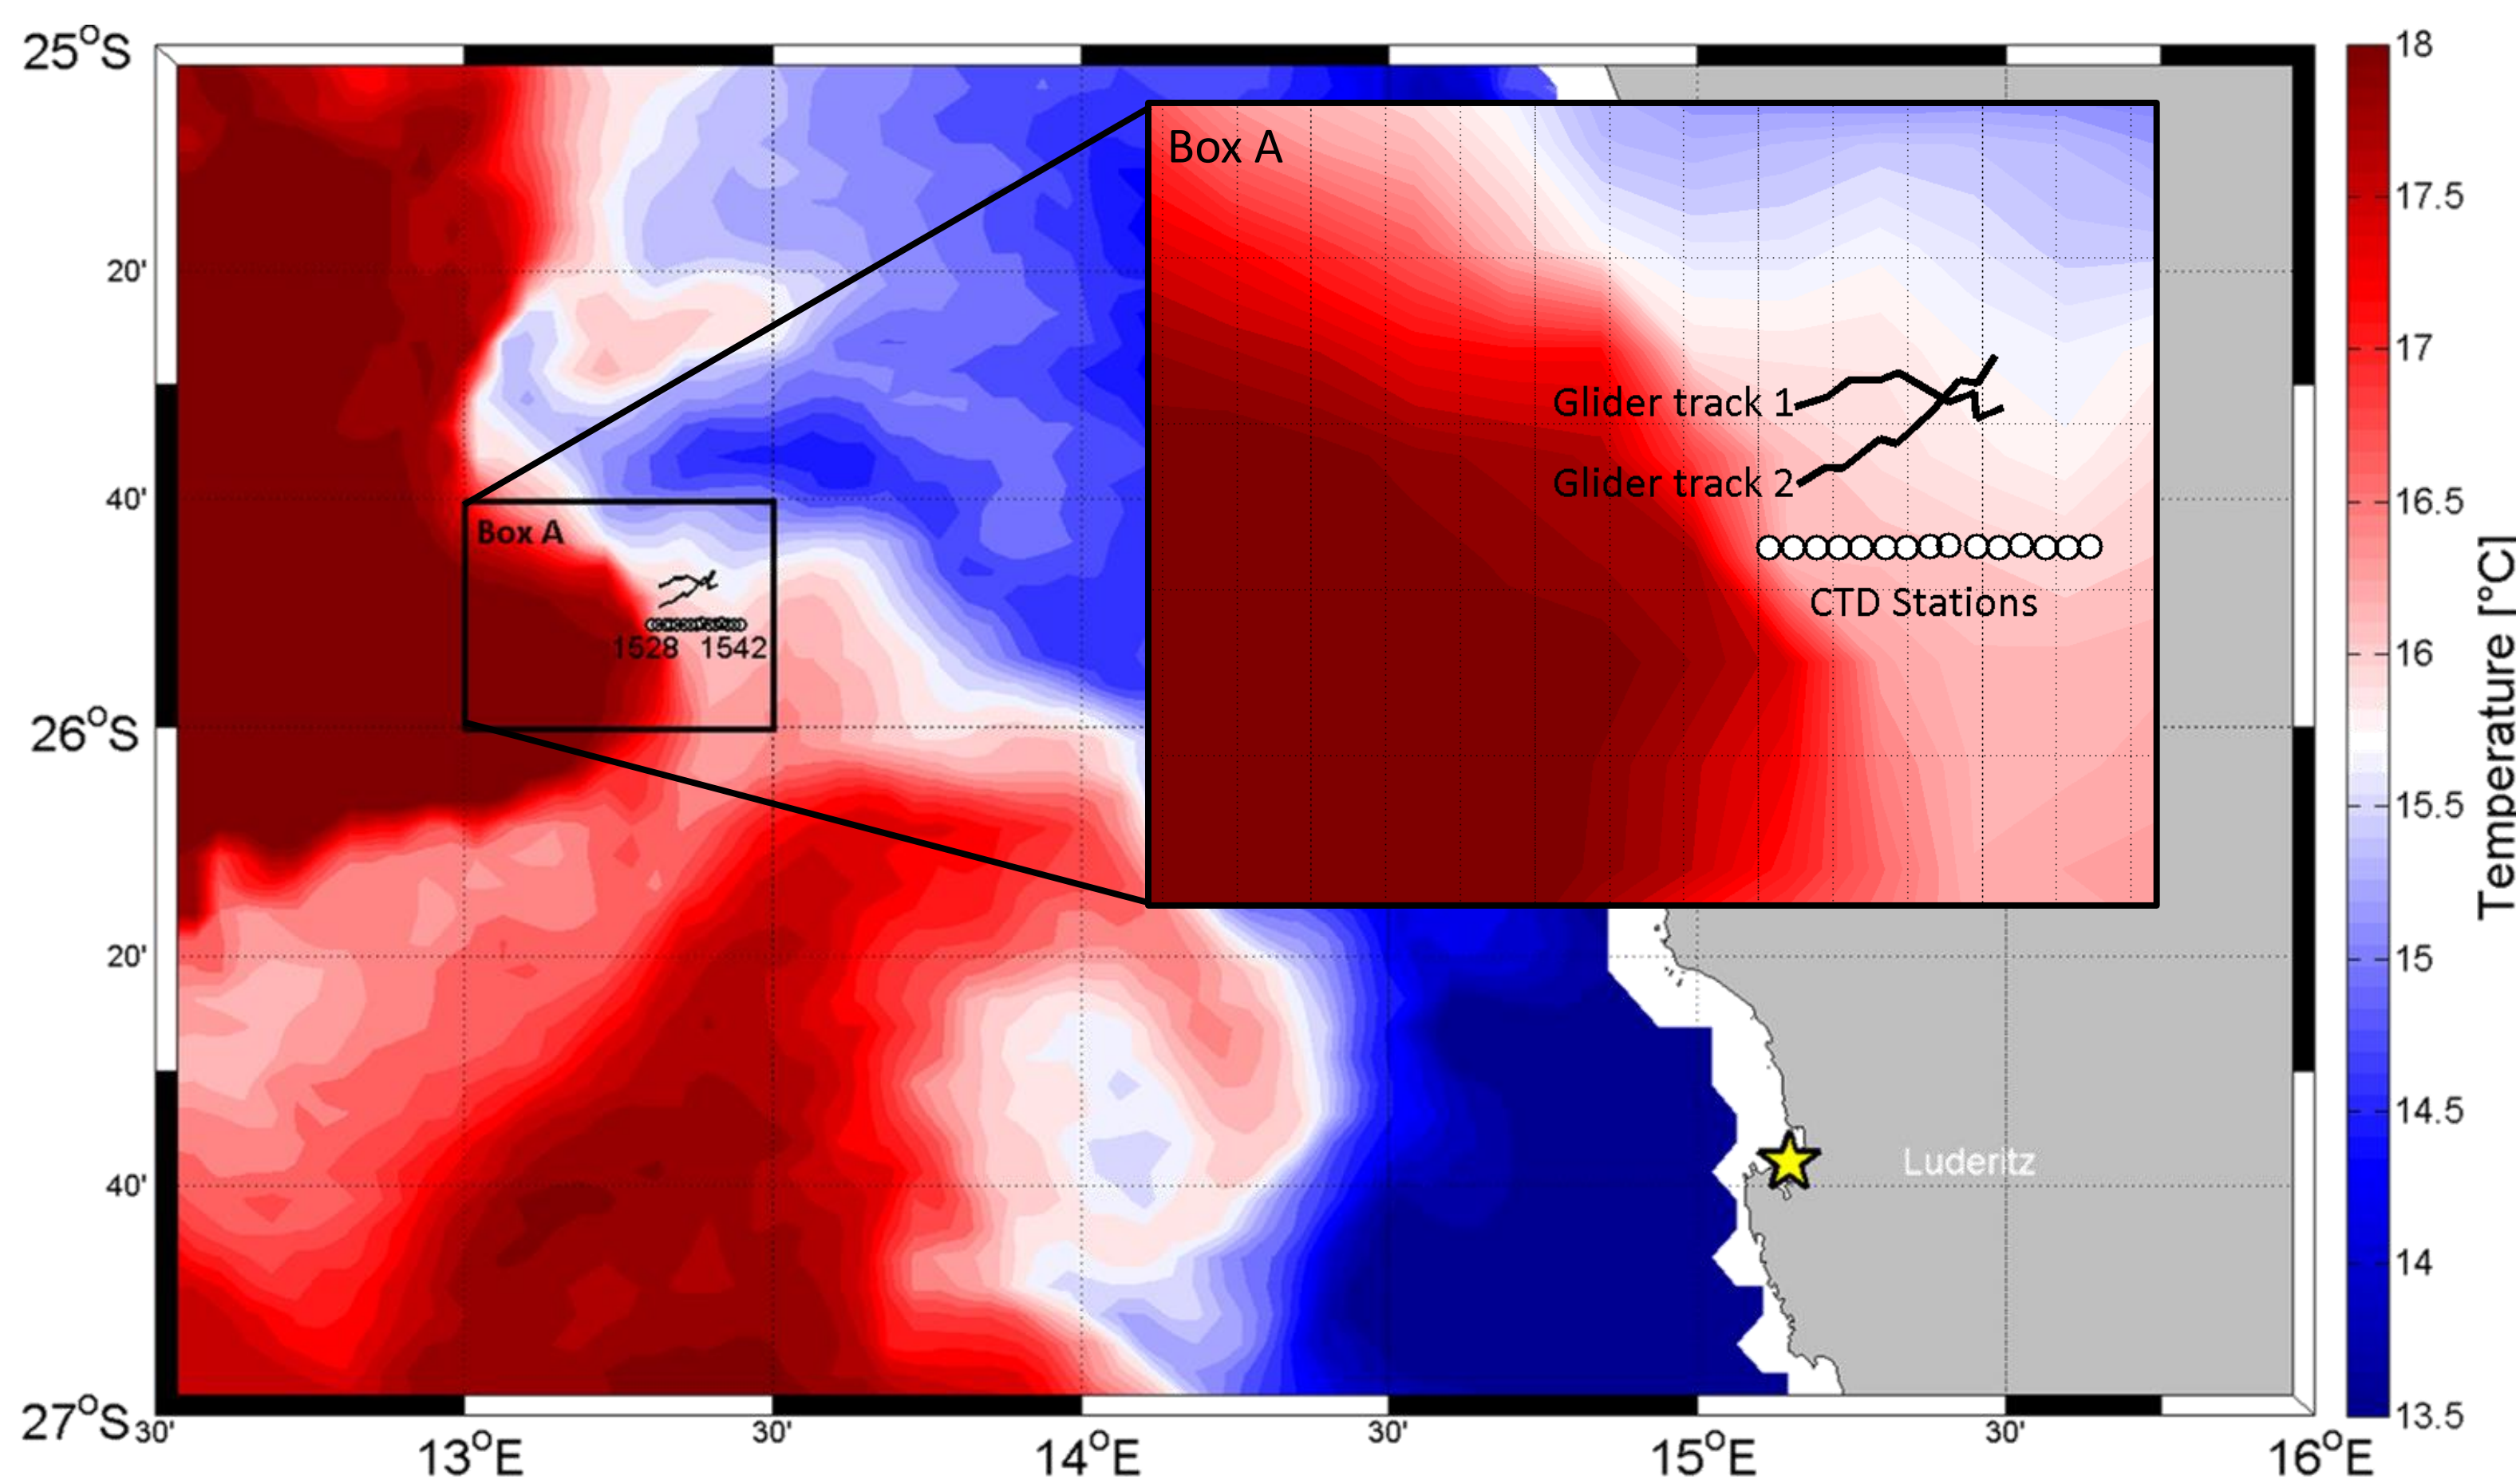 25°S
20'
40'
26°S
20'
40'
27°S
30'
13°E
30'
14°E
30'
15°E
30'
16°E
Box A
1528 1542
Box A
Glider track 1
Glider track 2
CTD Stations
Luderitz
18
17.5
17
16.5
16
15.5
15
14.5
14
13.5
Temperature [°C]